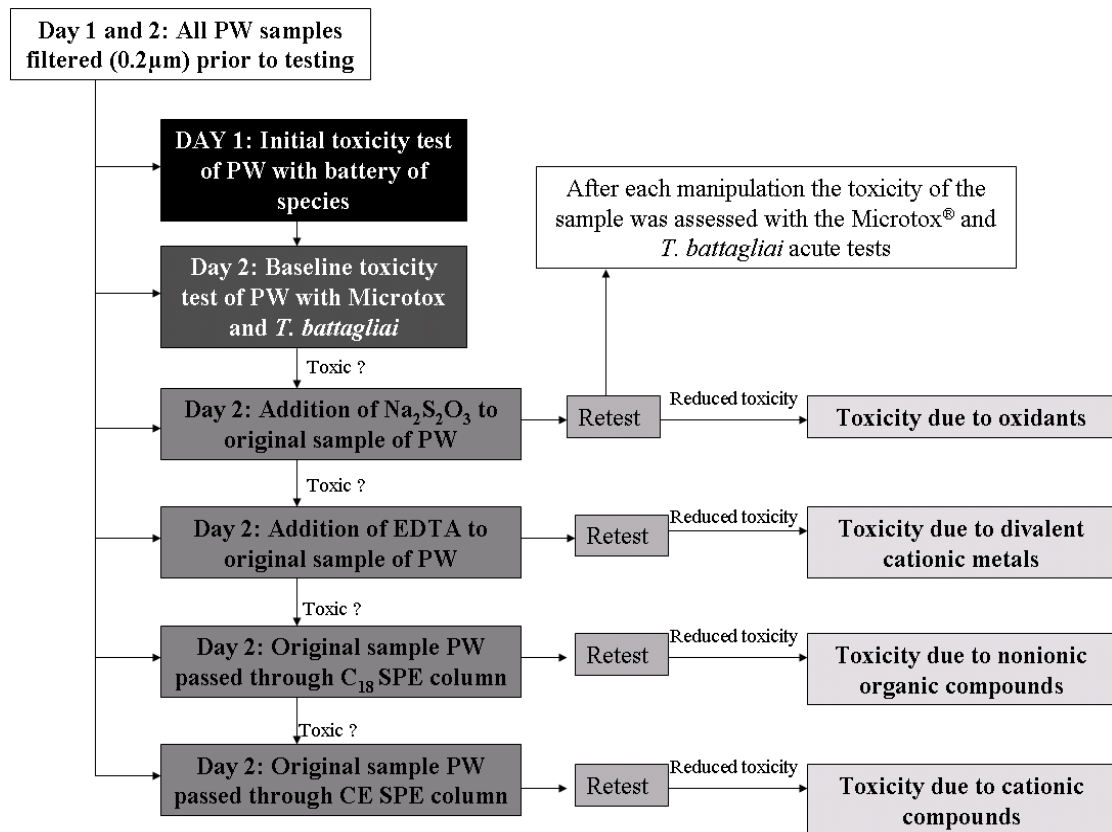 Day 1 and 2: All PW samples
filtered (0.2µm) prior to testing
DAY 1: Initial toxicity test
of PW with battery of
species
After each manipulation the toxicity of the
sample was assessed with the Microtox® and
T. battagliai acute tests
Day 2: Baseline toxicity
test of PW with Microtox
and T. battagliai
Toxic ?
Day 2: Addition of Na₂S₂O₃ to
original sample of PW
Retest
Reduced toxicity
Toxicity due to oxidants
Toxic ?
Day 2: Addition of EDTA to
original sample of PW
Retest
Reduced toxicity
Toxicity due to divalent
cationic metals
Toxic ?
Day 2: Original sample PW
passed through C₁₈ SPE column
Retest
Reduced toxicity
Toxicity due to nonionic
organic compounds
Toxic ?
Day 2: Original sample PW
passed through CE SPE column
Retest
Reduced toxicity
Toxicity due to cationic
compounds